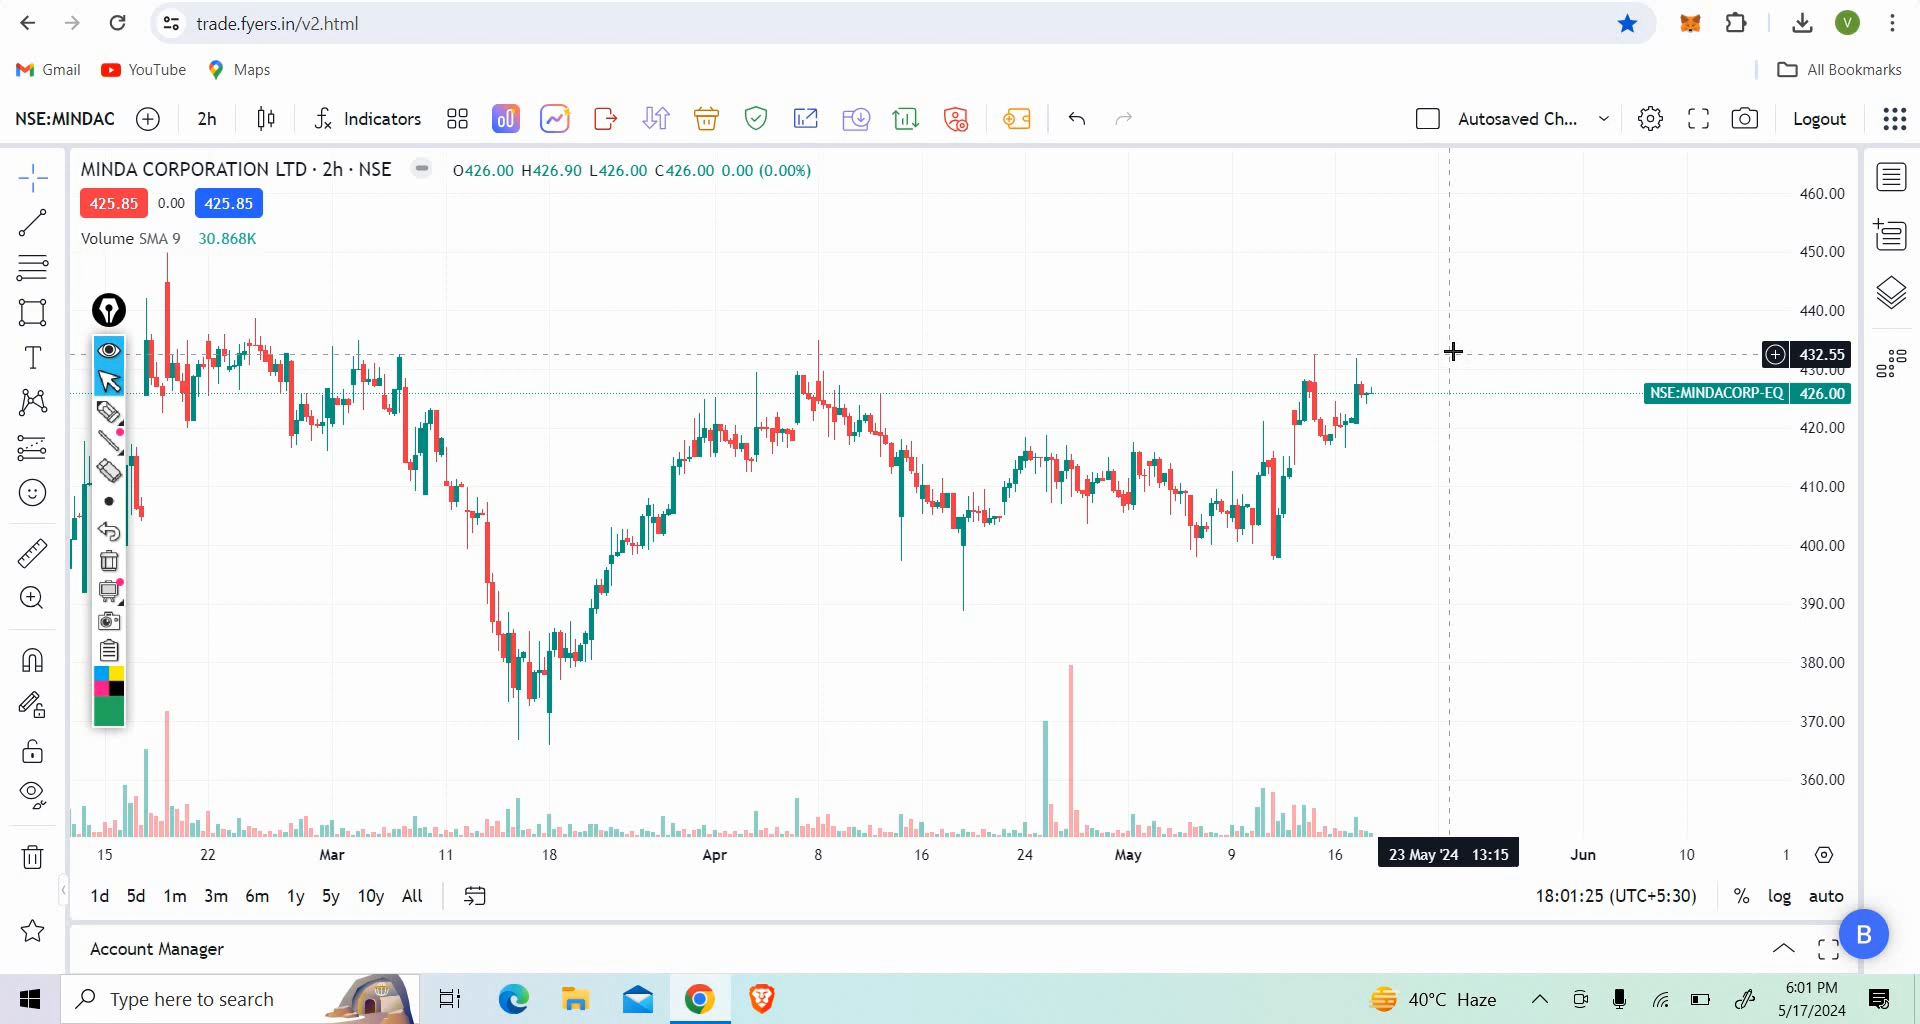 trade.fyers.in/v2.html
V
Gmail YouTube Maps All Bookmarks
NSE:MINDAC 2h Indicators Autosaved Ch... Logout
MINDA CORPORATION LTD · 2h · NSE O426.00 H426.90 L426.00 C426.00 0.00 (0.00%)
425.85 0.00 425.85
Volume SMA 9 30.868K
460.00
450.00
440.00
432.55
430.00
NSE:MINDACORP-EQ 426.00
420.00
410.00
400.00
390.00
380.00
370.00
360.00
15 22 Mar 11 18 Apr 8 16 24 May 9 16 23 May '24 13:15 Jun 10 1
1d 5d 1m 3m 6m 1y 5y 10y All 18:01:25 (UTC+5:30) % log auto
Account Manager
B
Type here to search 40°C Haze 6:01 PM
5/17/2024